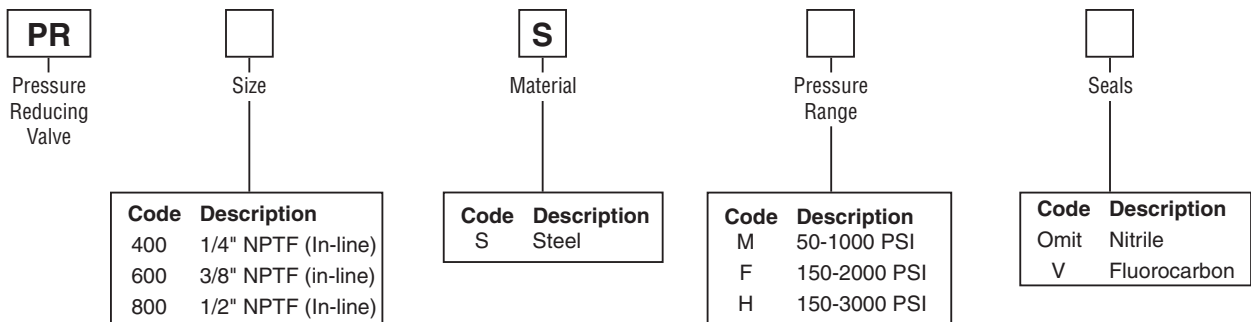 PR
S
Pressure
Reducing
Valve
Size
Material
Pressure
Range
Seals
Code Description
400 1/4" NPTF (In-line)
600 3/8" NPTF (in-line)
800 1/2" NPTF (In-line)
Code Description
S Steel
Code Description
M 50-1000 PSI
F 150-2000 PSI
H 150-3000 PSI
Code Description
Omit Nitrile
V Fluorocarbon